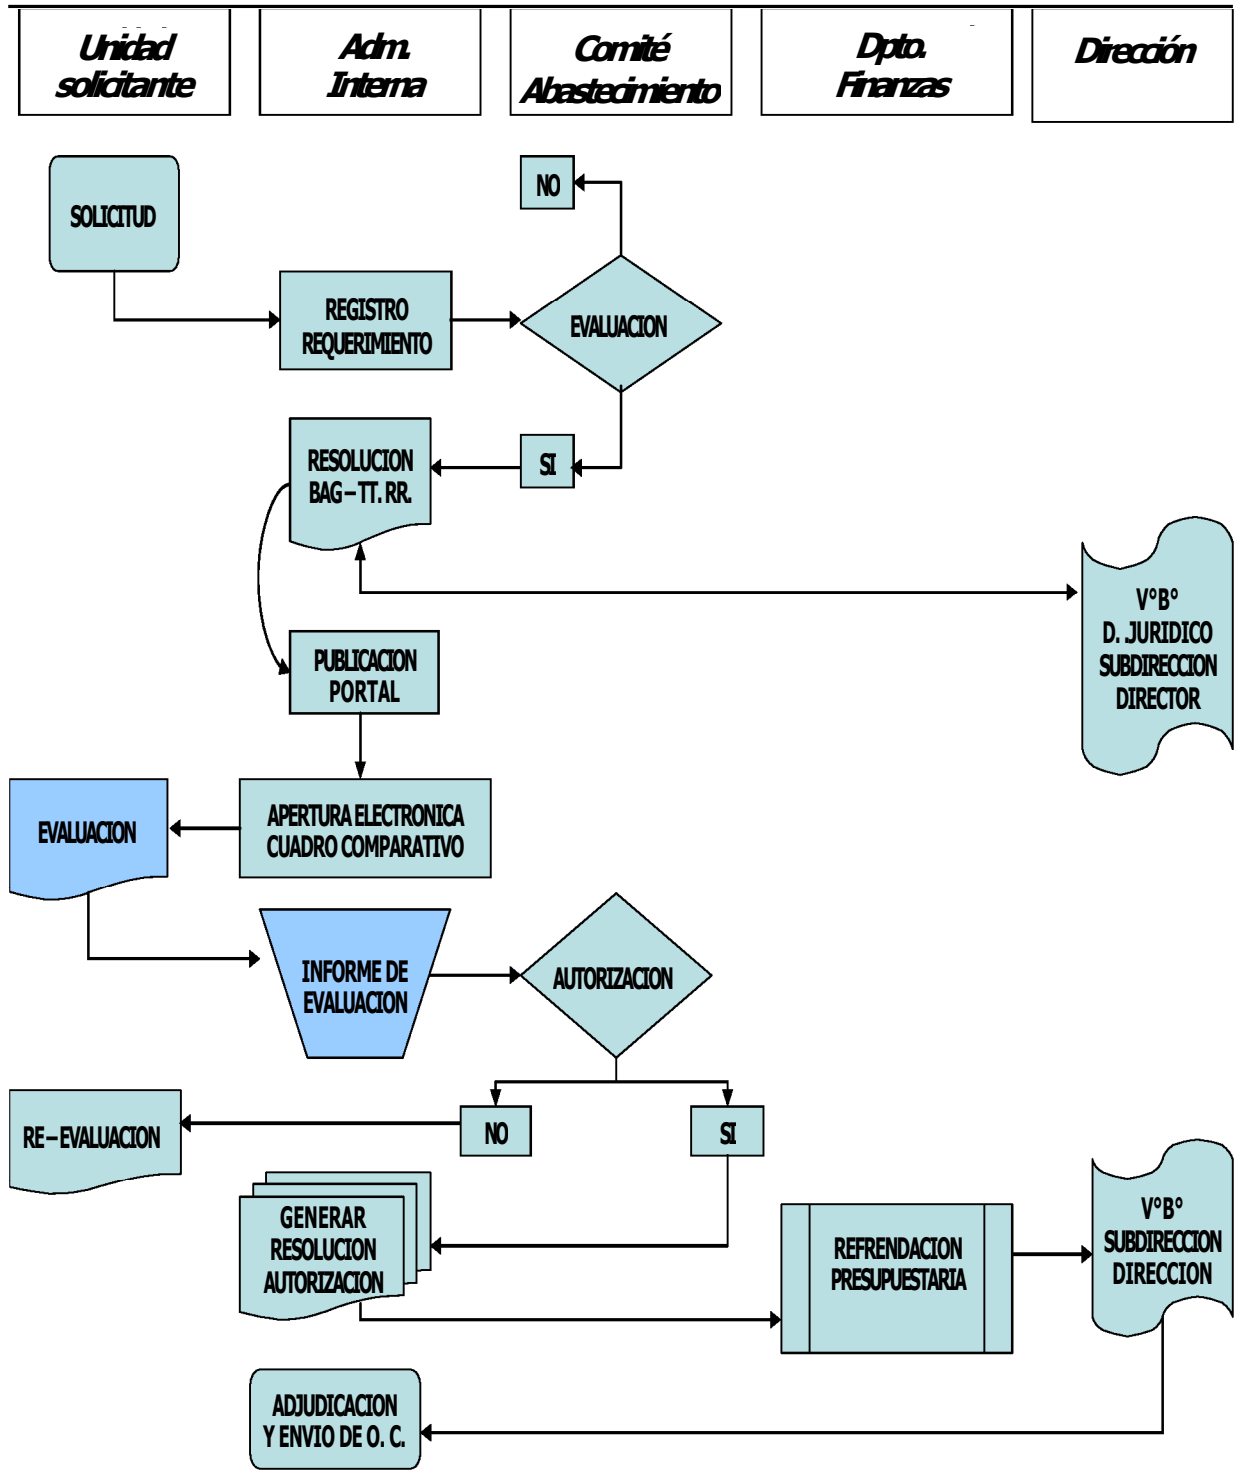 Unidad
solicitante
Adm.
Interna
Comité
Abastecimiento
Dpto.
Finanzas
Dirección
SOLICITUD
NO
REGISTRO
REQUERIMIENTO
EVALUACION
RESOLUCION
BAG – TT. RR.
SI
V°B°
D. JURIDICO
SUBDIRECCION
DIRECTOR
PUBLICACION
PORTAL
EVALUACION
APERTURA ELECTRONICA
CUADRO COMPARATIVO
INFORME DE
EVALUACION
AUTORIZACION
RE – EVALUACION
NO
SI
GENERAR
RESOLUCION
AUTORIZACION
REFRENDACION
PRESUPUESTARIA
V°B°
SUBDIRECCION
DIRECCION
ADJUDICACION
Y ENVIO DE O. C.